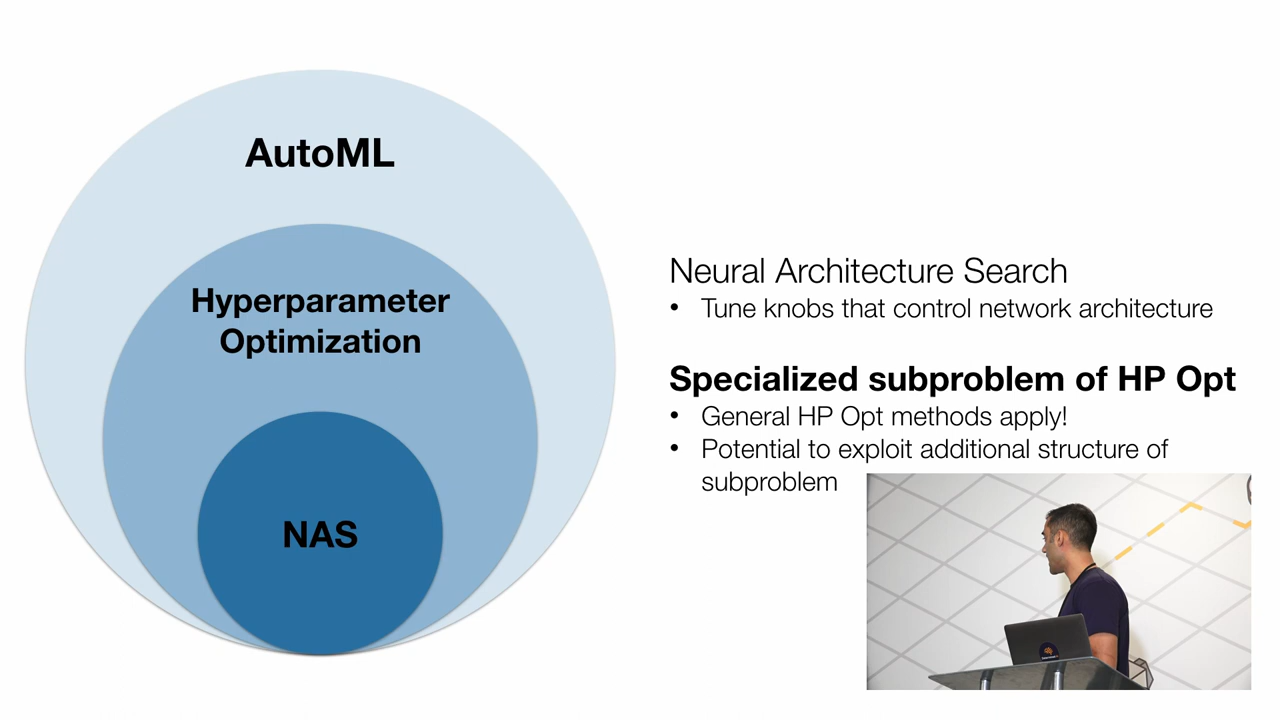 AutoML
Hyperparameter
Optimization
NAS
Neural Architecture Search
• Tune knobs that control network architecture
Specialized subproblem of HP Opt
• General HP Opt methods apply!
• Potential to exploit additional structure of
subproblem